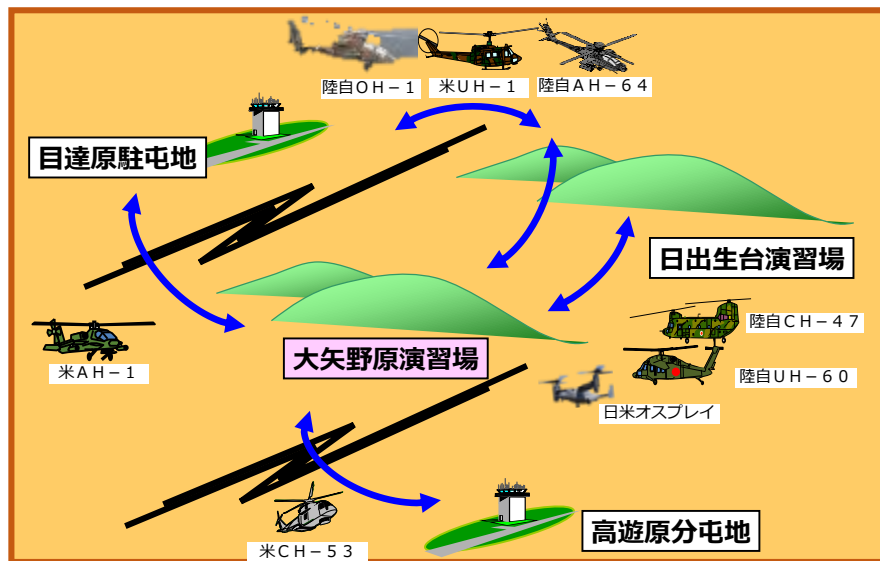 陸自OH－1
米UH－1
陸自AH－64
目達原駐屯地
日出生台演習場
陸自CH－47
大矢野原演習場
米AH－1
陸自UH－60
日米オスプレイ
高遊原分屯地
米CH－53